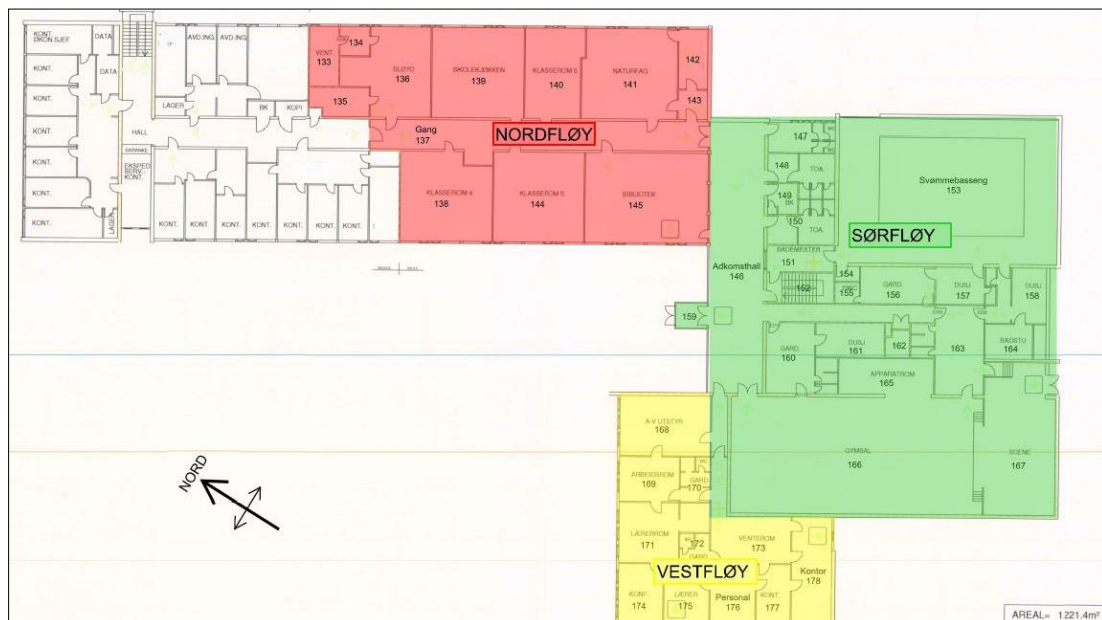 KONT.
ØKON.SJEF
DATA
AVD.ING.
AVD.ING.
KONT.
DATA
KONT.
KONT.
KONT.
KONT.
KONT.
LAGER
HALL
SKRANKE
EKSPED.
SERV.-
KONT.
LAGER
BK
KOPI
KONT.
KONT.
KONT.
KONT.
KONT.
KONT.
KONT.
VENT.
133
134
135
SLØYD
136
SKOLEKJØKKEN
139
KLASSEROM 6
140
NATURFAG
141
142
143
Gang
137
NORDFLØY
KLASSEROM 4
138
KLASSEROM 5
144
BIBLIOTEK
145
147
148
TOA.
149
BK
150
TOA.
BADEMESTER
151
152
Svømmebasseng
153
SØRFLØY
Adkomsthall
146
154
155
GARD.
156
DUSJ
157
DUSJ
158
159
GARD.
160
DUSJ
161
162
163
BADSTU
164
APPARATROM
165
GYMSAL
166
SCENE
167
A-V UTSTYR
168
ARBEIDSROM
169
WC
GARD.
170
LÆRERROM
171
WC
172
GARD.
VENTEROM
173
VESTFLØY
Kontor
178
KONF.
174
LÆRER
175
Personal
176
KONT.
177
NORD
AREAL= 1221.4m²